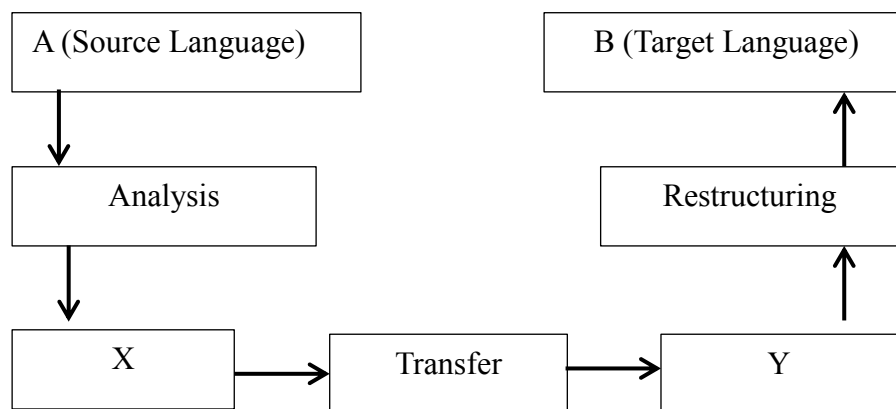 A (Source Language)
B (Target Language)
Analysis
Restructuring
X
Transfer
Y